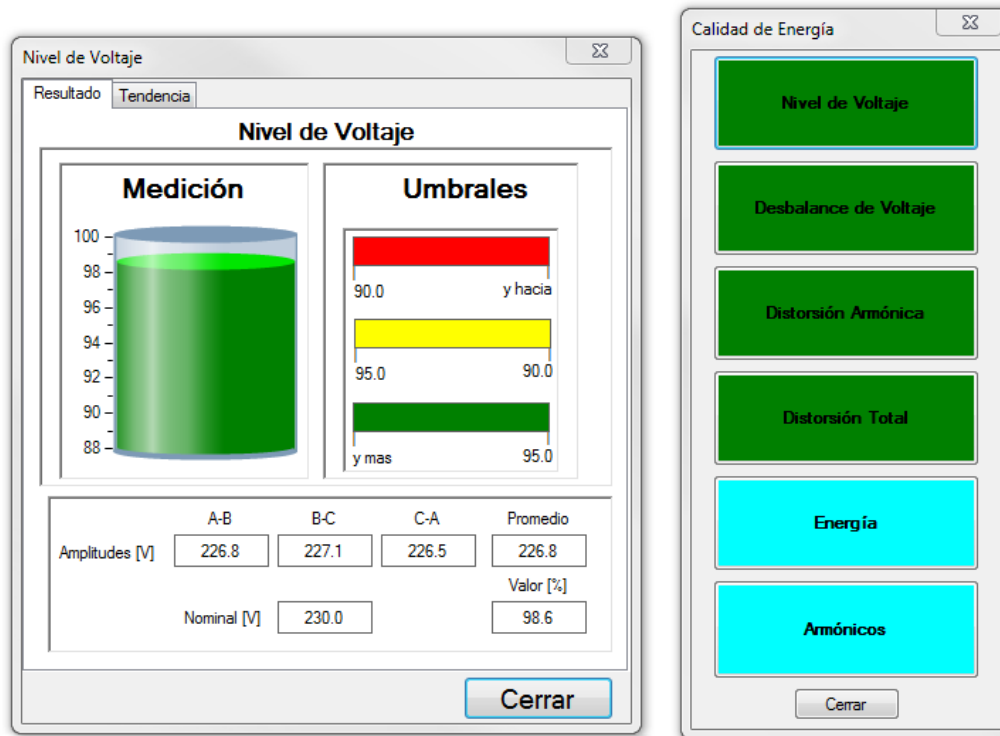 Nivel de Voltaje
Resultado Tendencia
Nivel de Voltaje
Medición
100
98
96
94
92
90
88
Umbrales
90.0 y hacia
95.0 90.0
y mas 95.0
A-B B-C C-A Promedio
Amplitudes [V] 226.8 227.1 226.5 226.8
Valor [%]
Nominal [V] 230.0 98.6
Cerrar
Calidad de Energía
Nivel de Voltaje
Desbalance de Voltaje
Distorsión Armónica
Distorsión Total
Energía
Armónicos
Cerrar